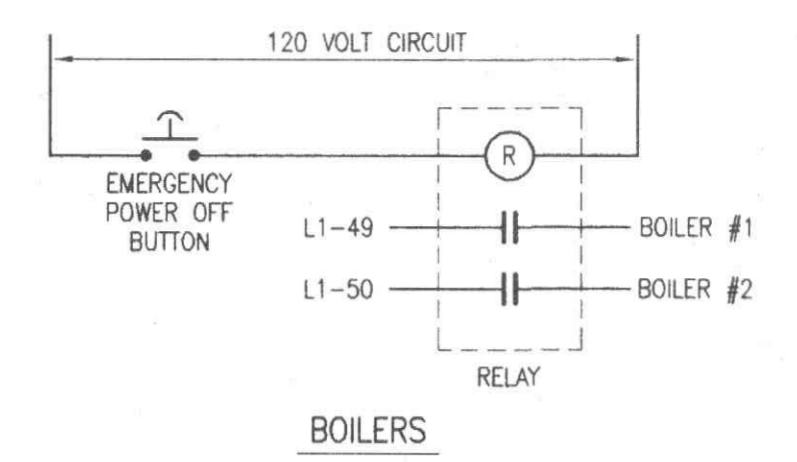 120 VOLT CIRCUIT
R
EMERGENCY
POWER OFF
BUTTON
L1-49
BOILER #1
L1-50
BOILER #2
RELAY
BOILERS